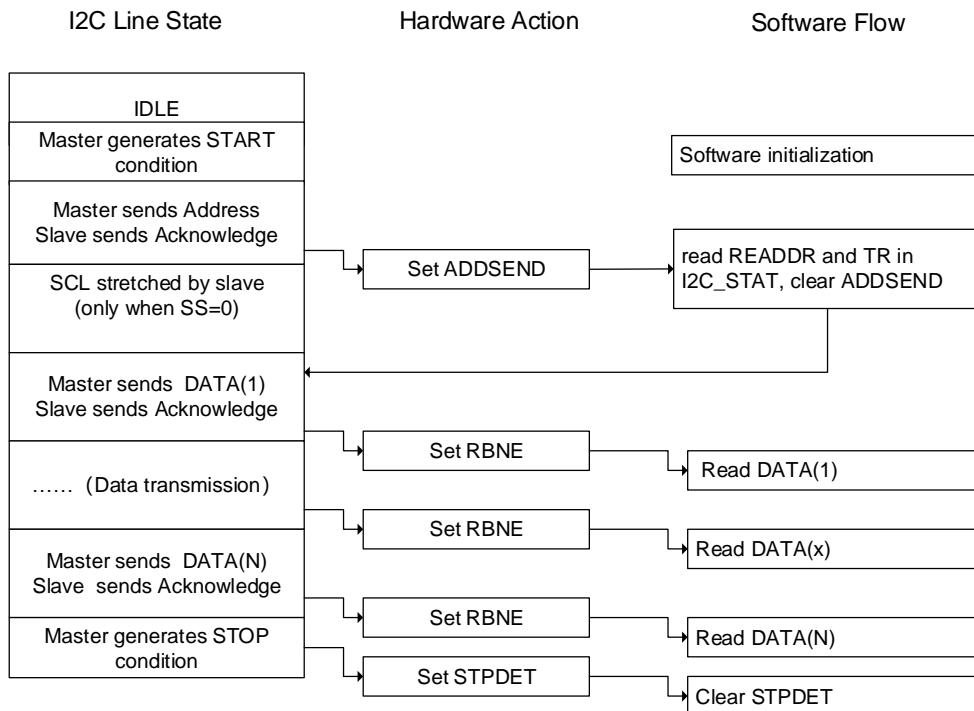 I2C Line State
Hardware Action
Software Flow
IDLE
Master generates START
condition
Software initialization
Master sends Address
Slave sends Acknowledge
Set ADDSEND
read READDR and TR in
I2C_STAT, clear ADDSEND
SCL stretched by slave
(only when SS=0)
Master sends DATA(1)
Slave sends Acknowledge
Set RBNE
Read DATA(1)
...... (Data transmission)
Set RBNE
Read DATA(x)
Master sends DATA(N)
Slave sends Acknowledge
Set RBNE
Read DATA(N)
Master generates STOP
condition
Set STPDET
Clear STPDET